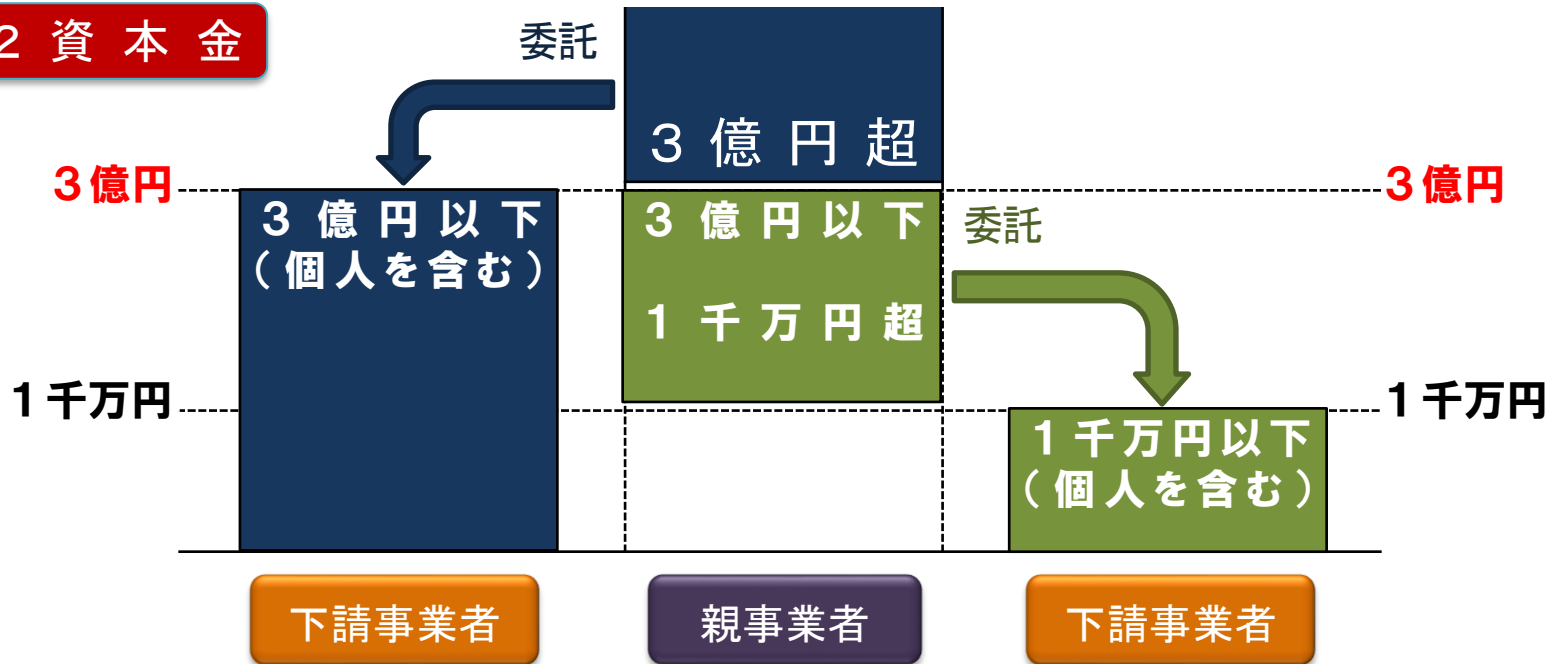 ２ 資 本 金
委託
３ 億 円 超
３億円
３億円
３ 億 円 以 下
（個人を含む）
３ 億 円 以 下
１ 千 万 円 超
委託
１千万円
１千万円
１千万円以下
（個人を含む）
下請事業者
親事業者
下請事業者